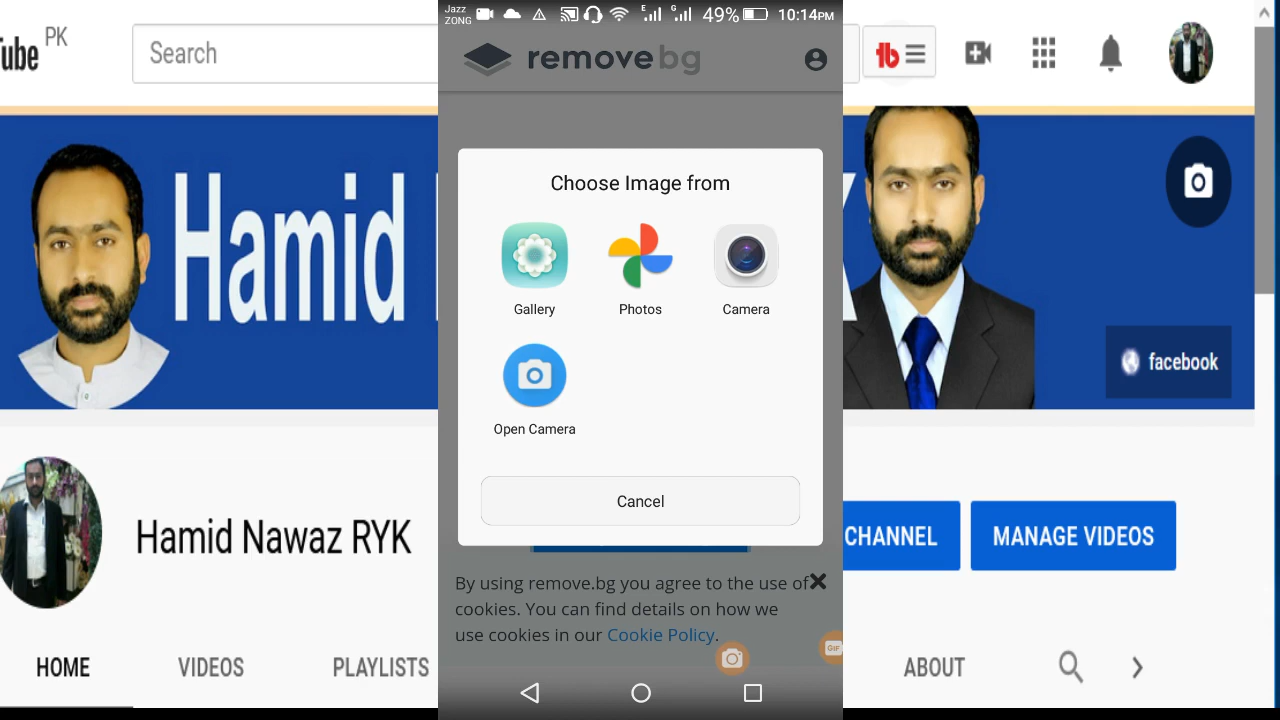 Jazz
ZONG
E
G
49%
10:14PM
PK
Search
remove bg
Hamid
Choose Image from
Gallery
Photos
Camera
Open Camera
Cancel
facebook
Hamid Nawaz RYK
CHANNEL
MANAGE VIDEOS
By using remove.bg you agree to the use of
cookies. You can find details on how we
use cookies in our Cookie Policy.
GIF
HOME
VIDEOS
PLAYLISTS
ABOUT